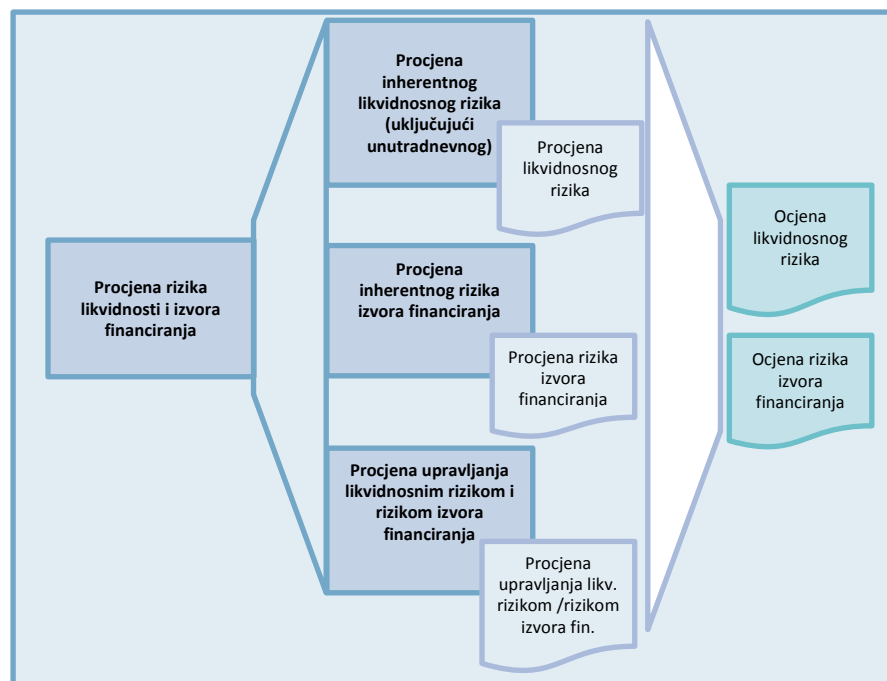 Procjena rizika
likvidnosti i izvora
financiranja
Procjena
inherentnog
likvidnosnog rizika
(uključujući
unutradnevnog)
Procjena
likvidnosnog
rizika
Procjena
inherentnog rizika
izvora financiranja
Procjena rizika
izvora
financiranja
Procjena upravljanja
likvidnosnim rizikom i
rizikom izvora
financiranja
Procjena
upravljanja likv.
rizikom /rizikom
izvora fin.
Ocjena
likvidnosnog
rizika
Ocjena rizika
izvora
financiranja